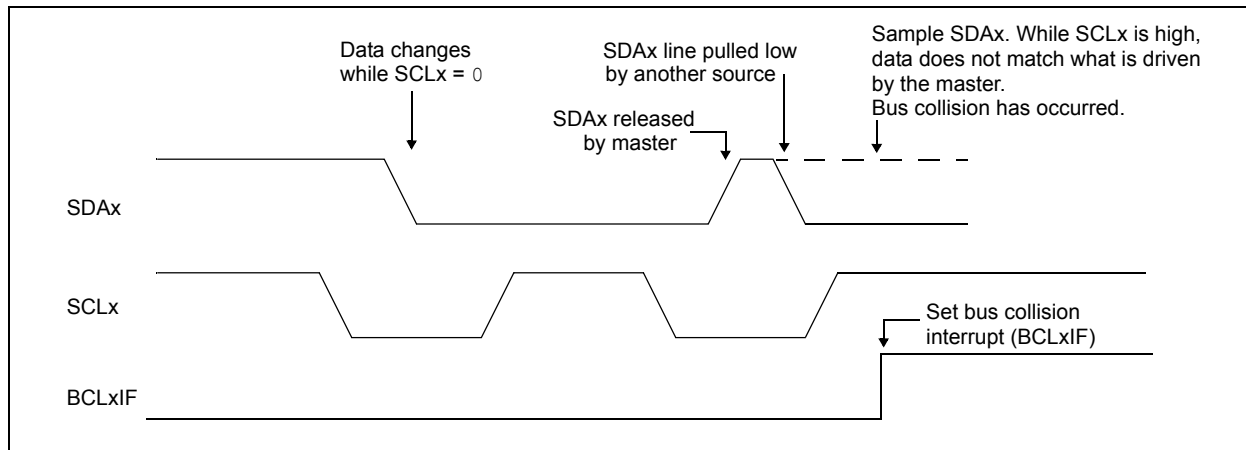 Data changes
while SCLx = 0
SDAx line pulled low
by another source
SDAx released
by master
Sample SDAx. While SCLx is high,
data does not match what is driven
by the master.
Bus collision has occurred.
SDAx
SCLx
Set bus collision
interrupt (BCLxIF)
BCLxIF